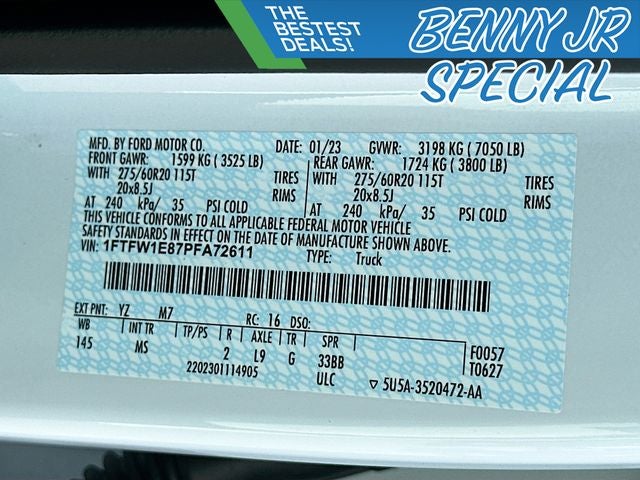 THE
BESTEST
DEALS!
BENNY JR
SPECIAL
MFD. BY FORD MOTOR CO. DATE: 01/23 GVWR: 3198 KG ( 7050 LB)
FRONT GAWR: 1599 KG ( 3525 LB) REAR GAWR: 1724 KG ( 3800 LB)
WITH 275/60R20 115T TIRES WITH 275/60R20 115T TIRES
20x8.5J RIMS 20x8.5J RIMS
AT 240 kPa/ 35 PSI COLD AT 240 kPa/ 35 PSI COLD
THIS VEHICLE CONFORMS TO ALL APPLICABLE FEDERAL MOTOR VEHICLE
SAFETY STANDARDS IN EFFECT ON THE DATE OF MANUFACTURE SHOWN ABOVE.
VIN: 1FTFW1E87PFA72611 TYPE: Truck
EXT PNT: YZ M7 RC: 16 DSO:
WB INT TR TP/PS R AXLE TR SPR F0057
145 MS 2 L9 G 33BB T0627
2202301114905 ULC ▽ 5U5A-3520472-AA